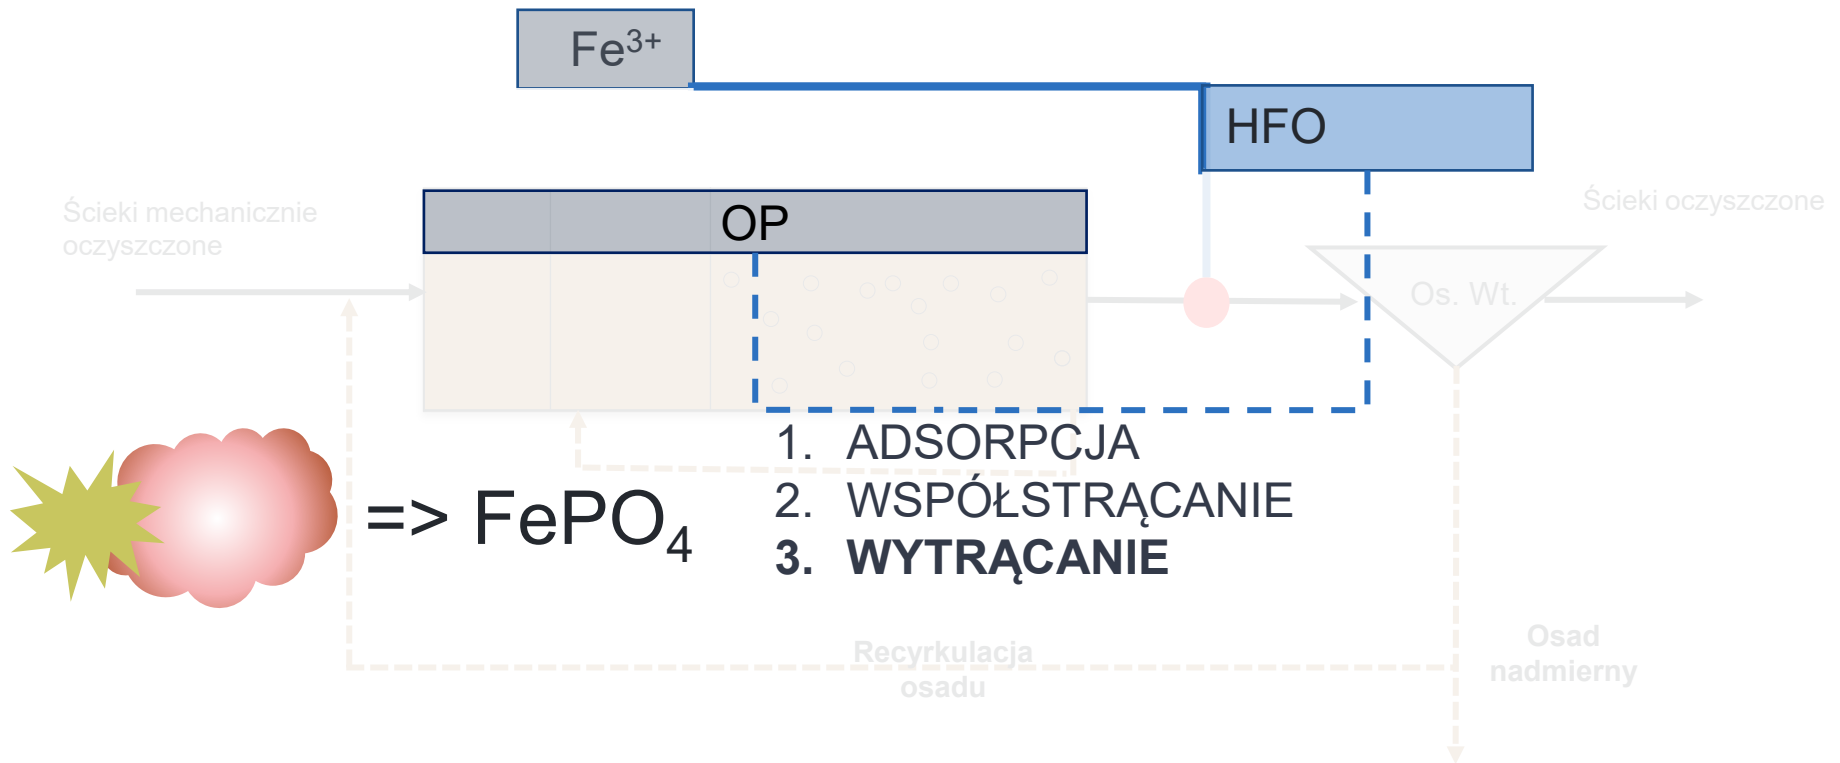 Fe³⁺
HFO
Ścieki mechanicznie
oczyszczone
OP
Ścieki oczyszczone
Os. Wt.
=> FePO₄
1. ADSORPCJA
2. WSPÓŁSTRĄCANIE
3. WYTRĄCANIE
Recyrkulacja
osadu
Osad
nadmierny